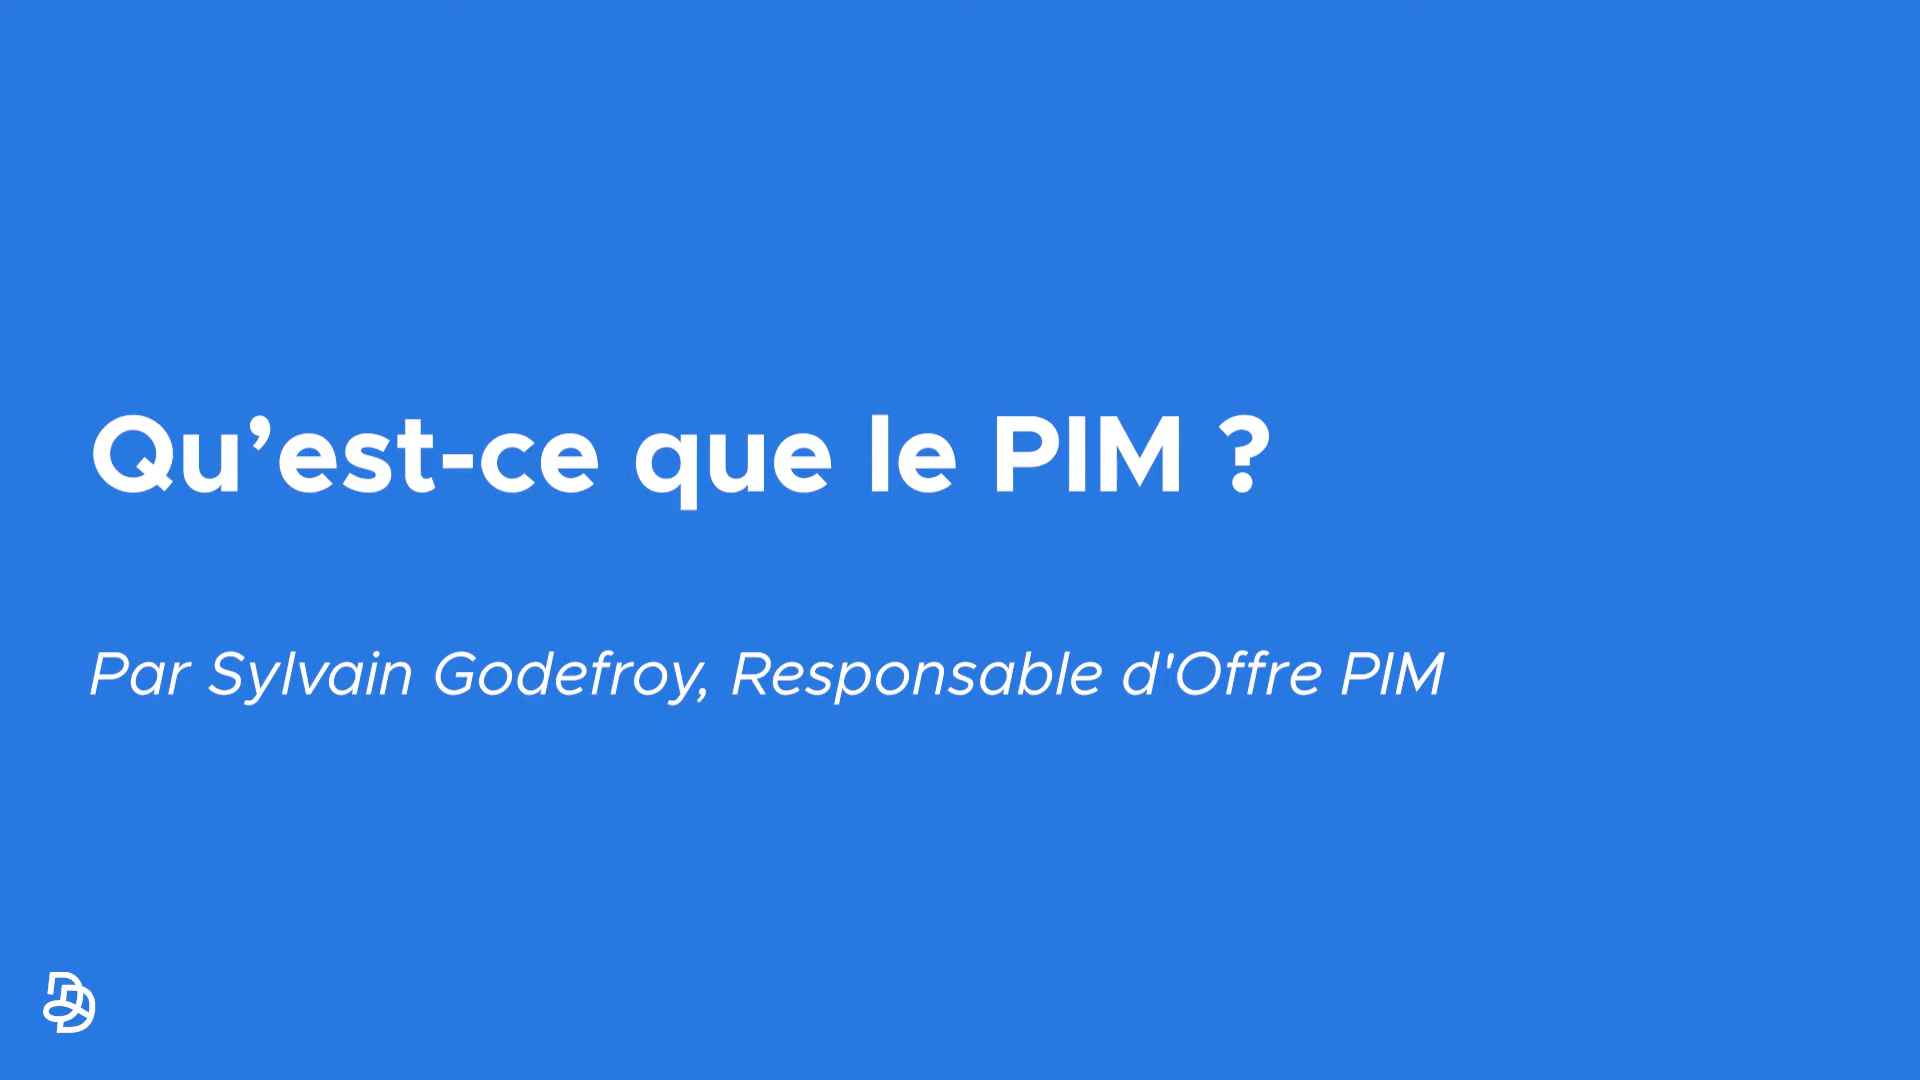 Qu’est-ce que le PIM ?
Par Sylvain Godefroy, Responsable d'Offre PIM